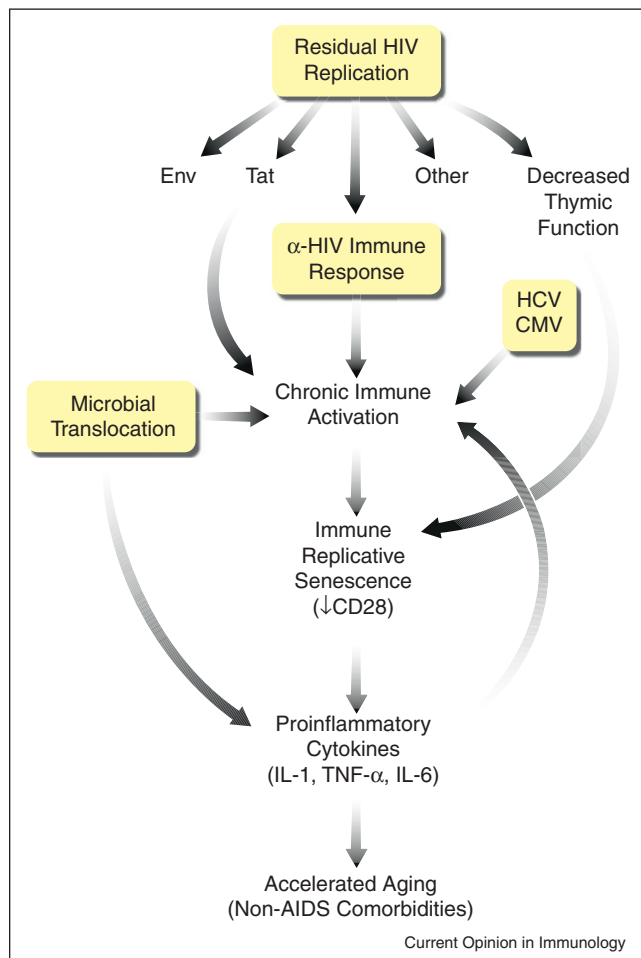 Residual HIV
Replication
Env
Tat
Other
Decreased
Thymic
Function
α-HIV Immune
Response
HCV
CMV
Microbial
Translocation
Chronic Immune
Activation
Immune
Replicative
Senescence
(↓CD28)
Proinflammatory
Cytokines
(IL-1, TNF-α, IL-6)
Accelerated Aging
(Non-AIDS Comorbidities)
Current Opinion in Immunology